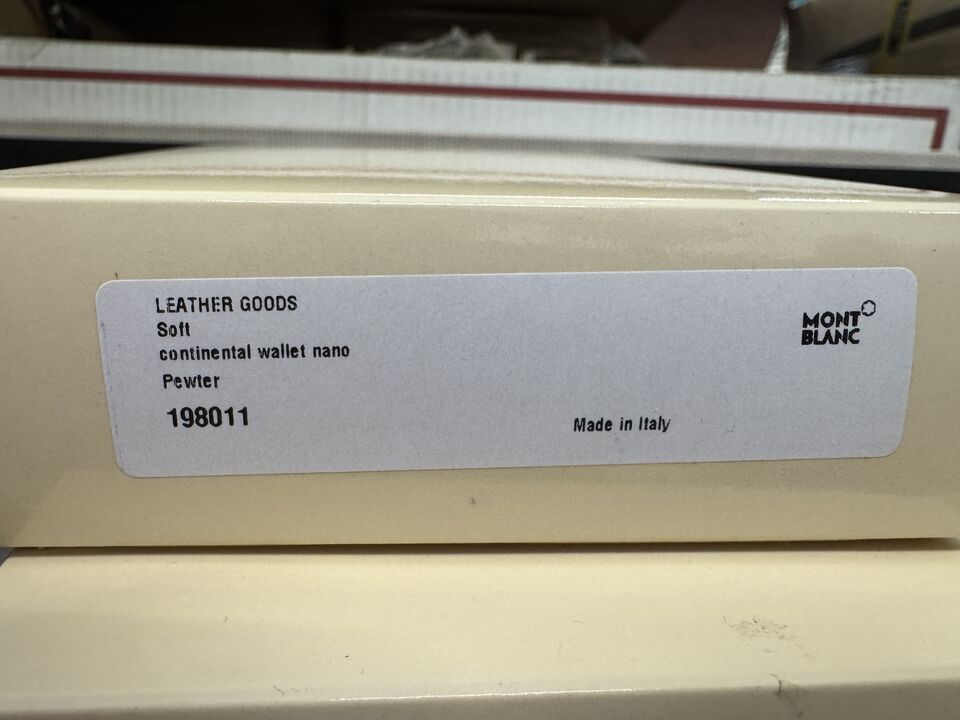 LEATHER GOODS
Soft
continental wallet nano
Pewter
198011
Made in Italy
MONT
BLANC